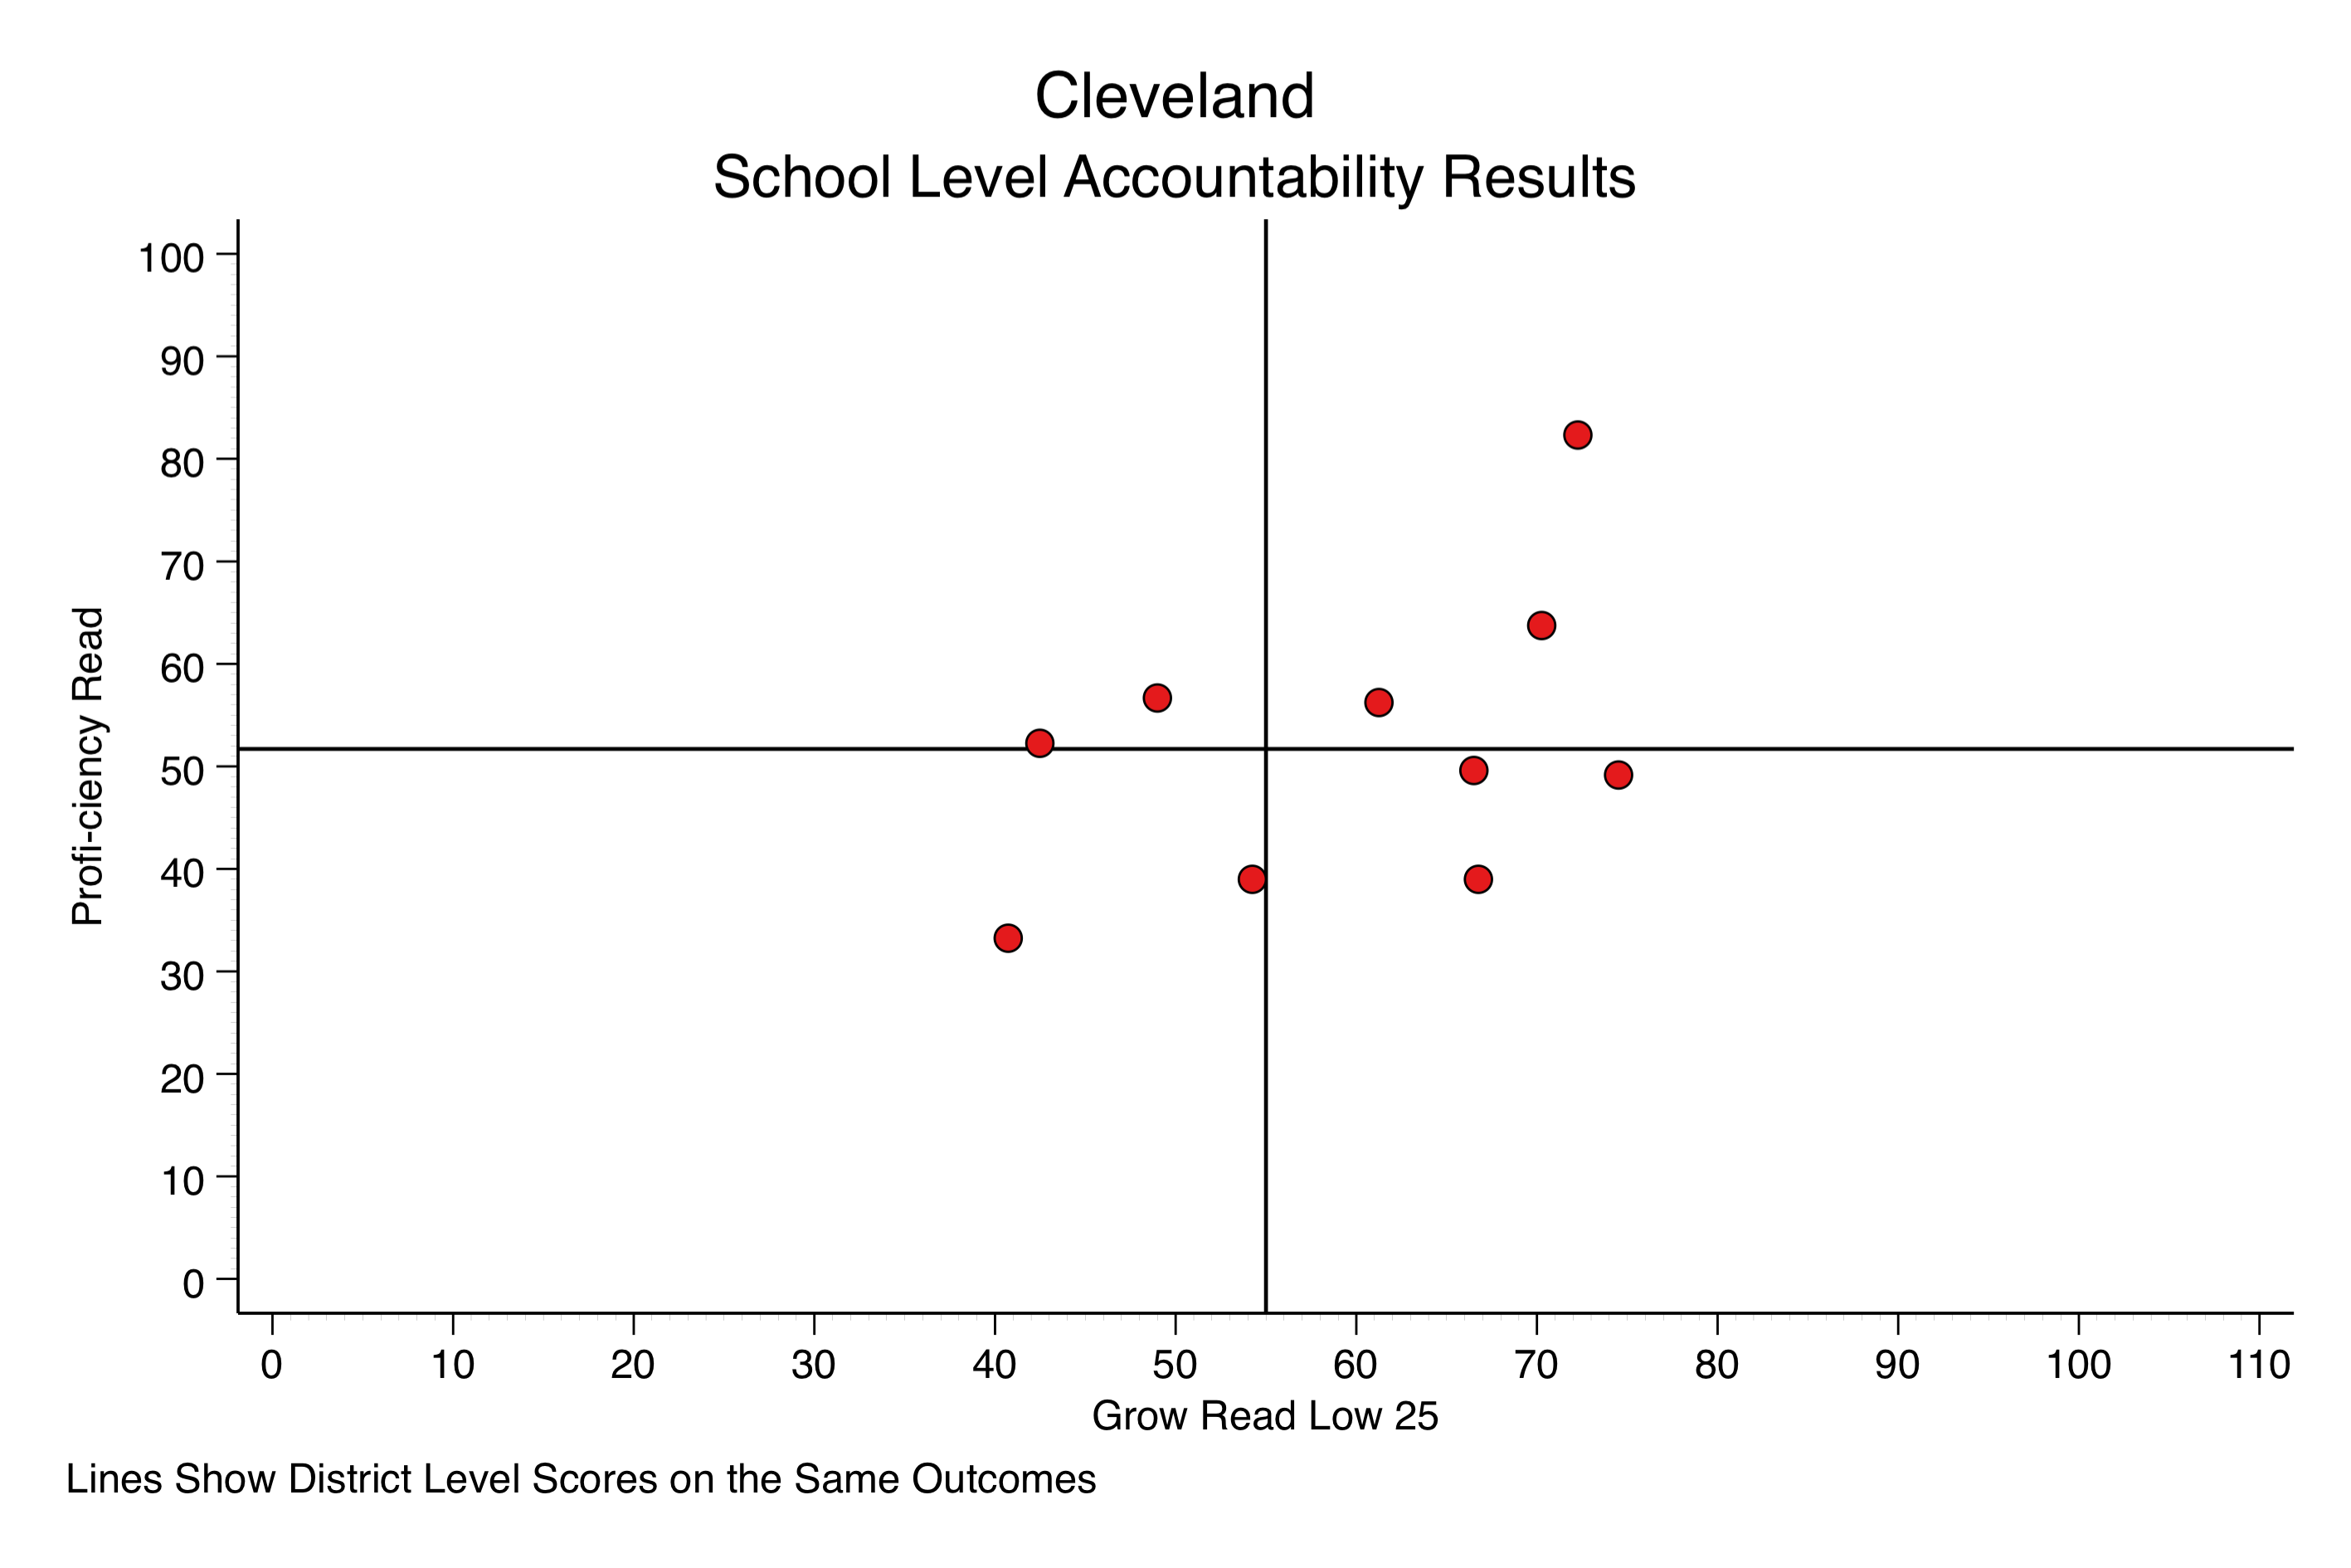 Cleveland
School Level Accountability Results
100
90
80
70
60
50
40
30
20
10
0
Profi-ciency Read
0 10 20 30 40 50 60 70 80 90 100 110
Grow Read Low 25
Lines Show District Level Scores on the Same Outcomes